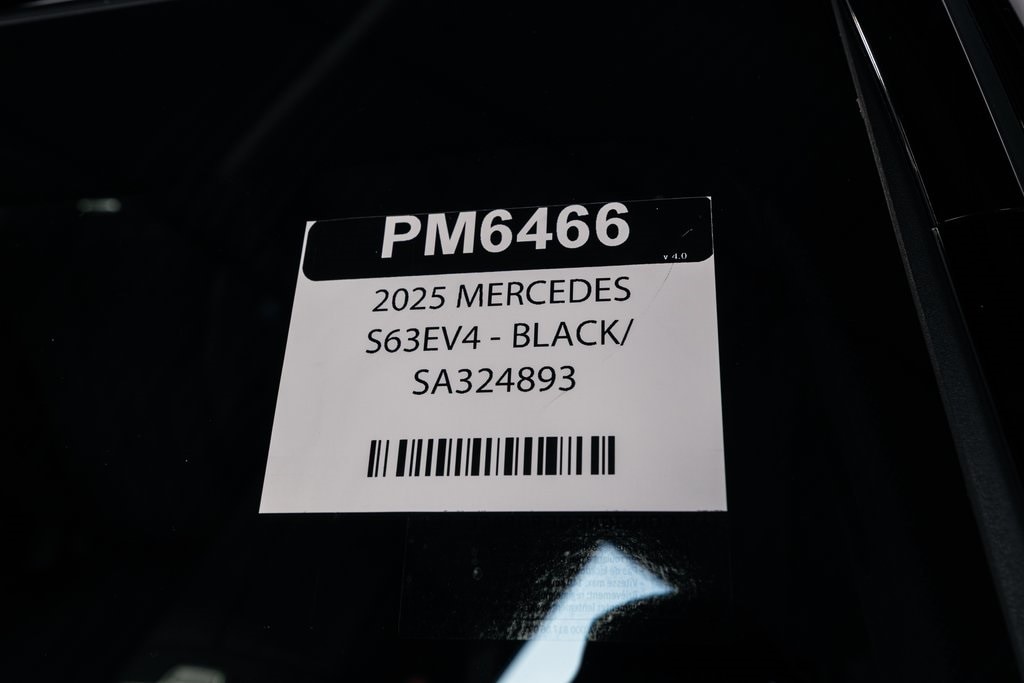 PM6466
v 4.0
2025 MERCEDES
S63EV4 - BLACK/
SA324893